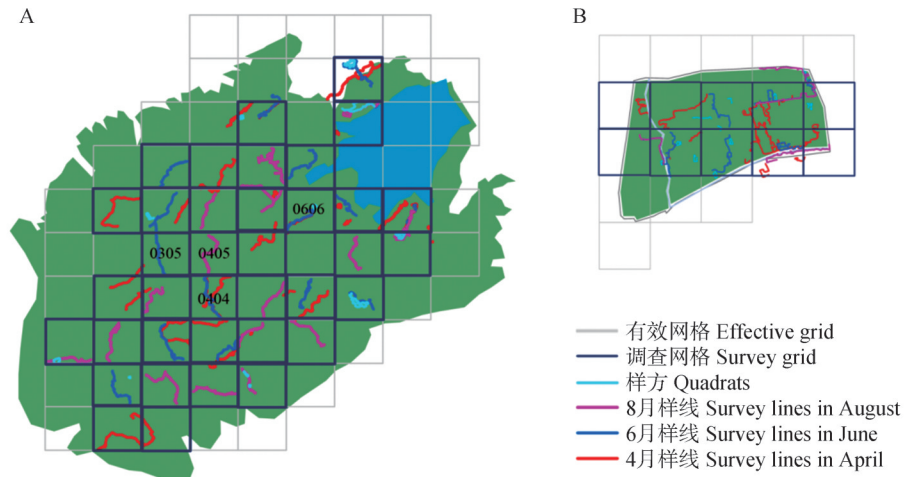 A
B
0606
0305
0405
0404
有效网格 Effective grid
调查网格 Survey grid
样方 Quadrats
8月样线 Survey lines in August
6月样线 Survey lines in June
4月样线 Survey lines in April